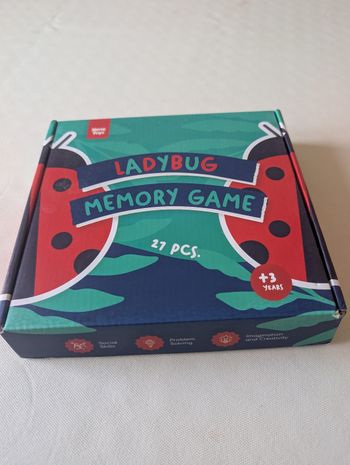 LADYBUG
MEMORY GAME
27 PCS.
+3
YEARS
Social
Skills
Problem
Solving
Imagination
and Creativity